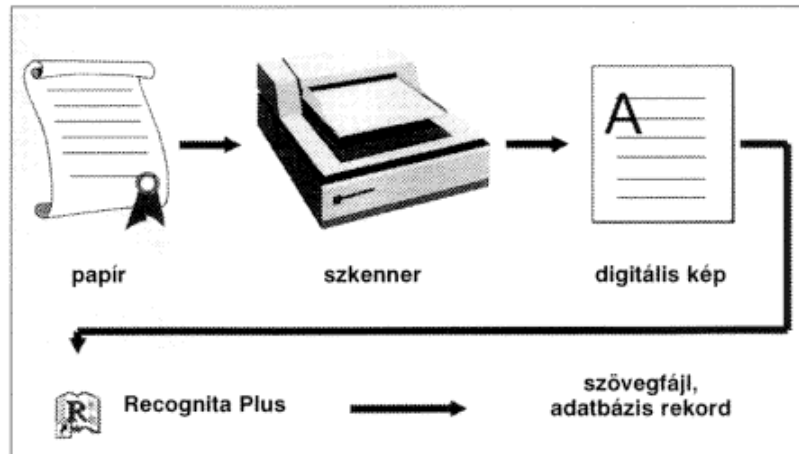 A
papír
szkenner
digitális kép
R
Recognita Plus
szövegfájl,
adatbázis rekord